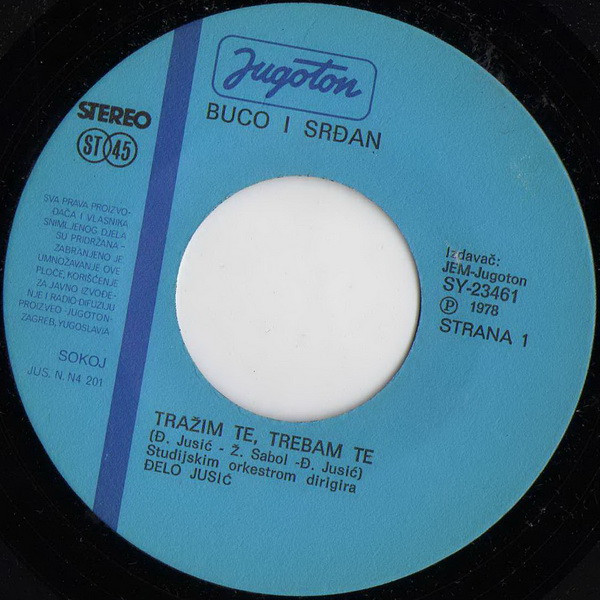 Jugoton
BUCO I SRĐAN
STEREO
ST 45
SVA PRAVA PROIZVO-
ĐAČA I VLASNIKA
SNIMLJENOG DJELA
SU PRIDRŽANA -
ZABRANJENO JE
UMNOŽAVANJE OVE
PLOČE, KORIŠĆENJE
ZA JAVNO IZVOĐE-
NJE I RADIO DIFUZIJU
PROIZVEO -JUGOTON-
ZAGREB, YUGOSLAVIA
SOKOJ
JUS. N. N4 201
Izdavač:
JEM-Jugoton
SY-23461
Ⓟ 1978
STRANA 1
TRAŽIM TE, TREBAM TE
(Đ. Jusić - Ž. Sabol -Đ. Jusić)
Studijskim orkestrom dirigira
ĐELO JUSIĆ